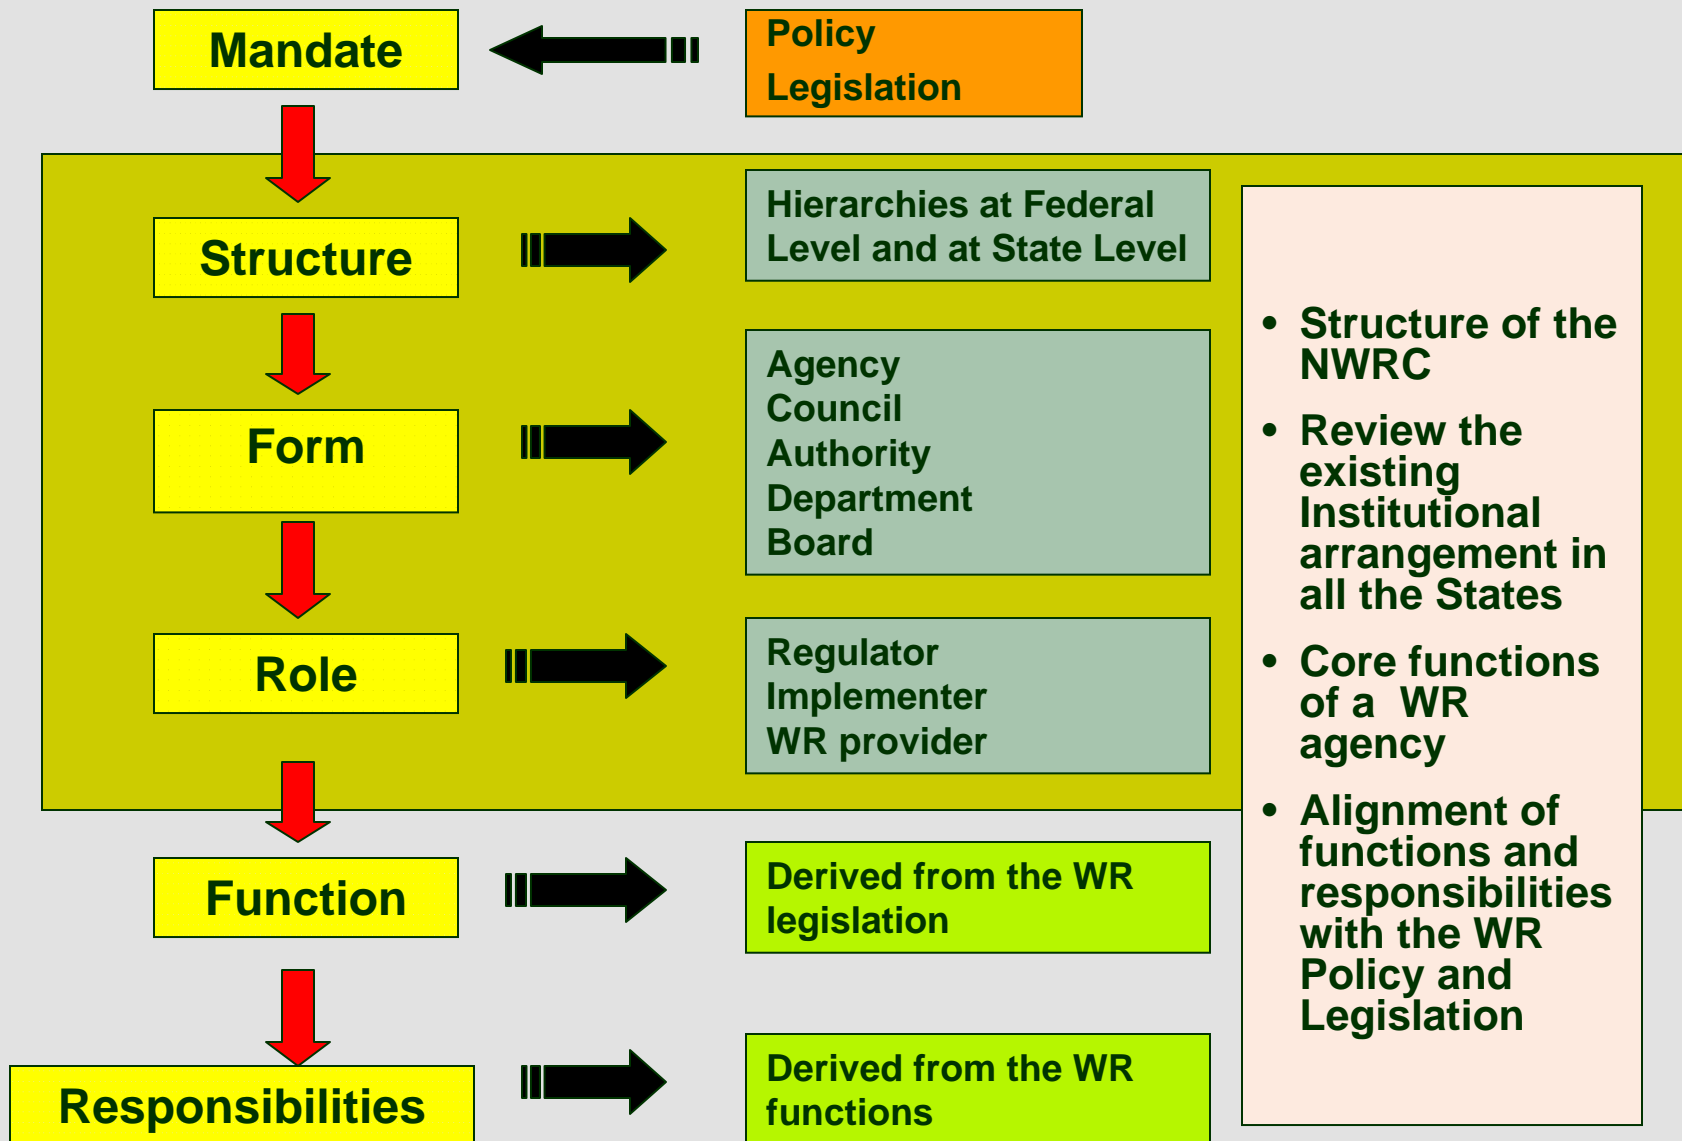 Mandate
Policy
Legislation
Structure
Hierarchies at Federal
Level and at State Level
Form
Agency
Council
Authority
Department
Board
Role
Regulator
Implementer
WR provider
Function
Derived from the WR
legislation
Responsibilities
Derived from the WR
functions
• Structure of the
NWRC
• Review the
existing
Institutional
arrangement in
all the States
• Core functions
of a WR
agency
• Alignment of
functions and
responsibilities
with the WR
Policy and
Legislation